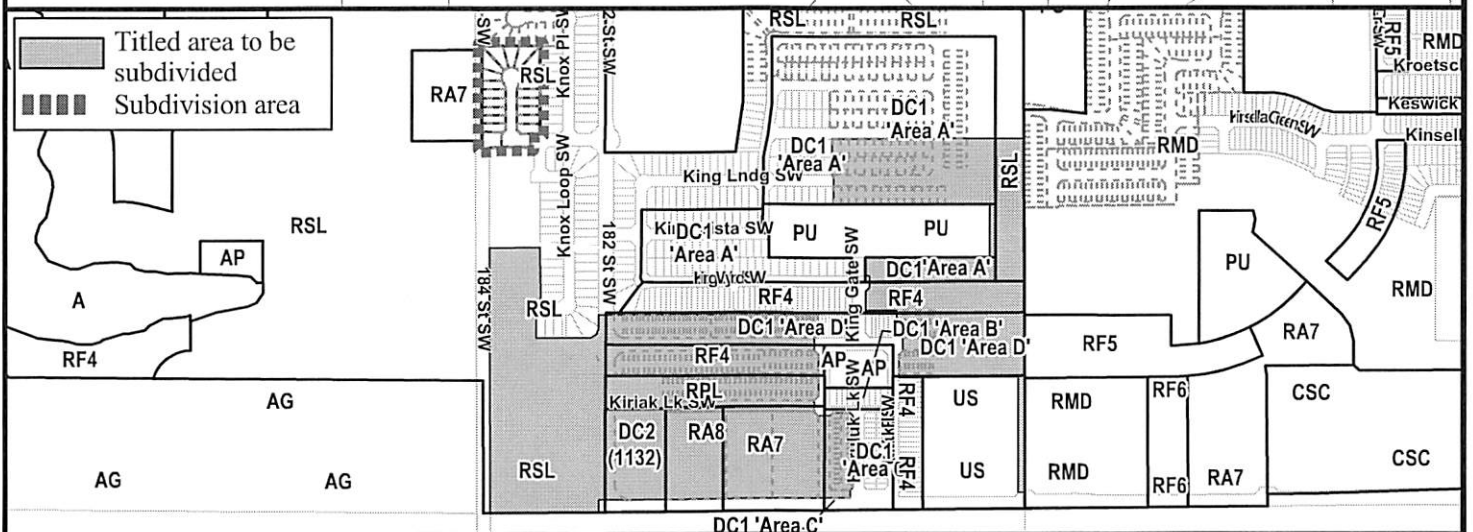 Titled area to be
subdivided
Subdivision area
RA7
RSL
Knox Pl SW
RSL
RSL
DC1
'Area A'
DC1
'Area A'
RSL
RMD
RF5
RMD
Keswick
RMD
King Lndg SW
Knox Loop SW
RSL
AP
A
RF4
184 St SW
182 St SW
RSL
DC1
'Area A'
PU
PU
King Gate SW
DC1 'Area A'
RF4
RF4
DC1 'Area D'
DC1 'Area B'
DC1 'Area D'
RF4
AP
AP
RPL
Kiriak Lk SW
PU
RF5
RMD
RA7
RF5
AG
AG
AG
RSL
DC2
(1132)
RA8
RA7
DC1
RF4
RF4
US
US
RMD
RMD
RF6
RF6
RA7
CSC
CSC
DC1 'Area C'